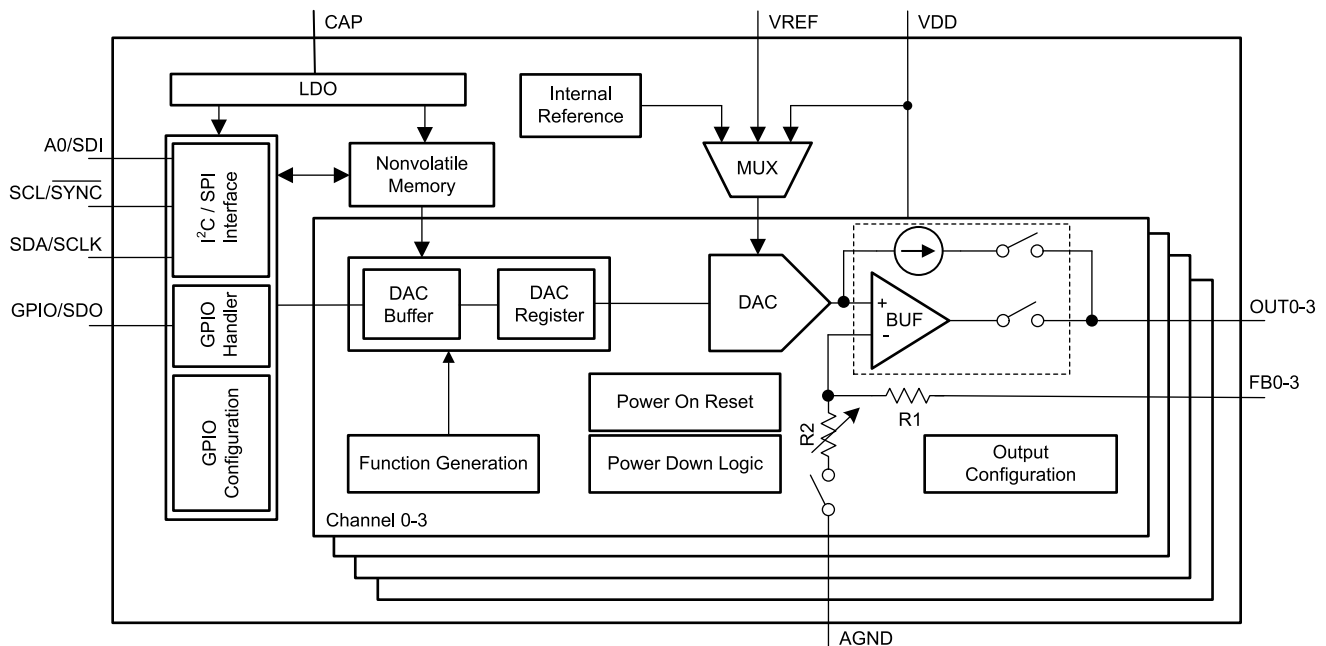 CAP
VREF
VDD
LDO
Internal
Reference
A0/SDI
SCL/SYNC
SDA/SCLK
GPIO/SDO
I²C / SPI
Interface
GPIO
Handler
GPIO
Configuration
Nonvolatile
Memory
MUX
DAC
Buffer
DAC
Register
DAC
+
BUF
-
OUT0-3
FB0-3
R1
R2
Function Generation
Power On Reset
Power Down Logic
Output
Configuration
Channel 0-3
AGND